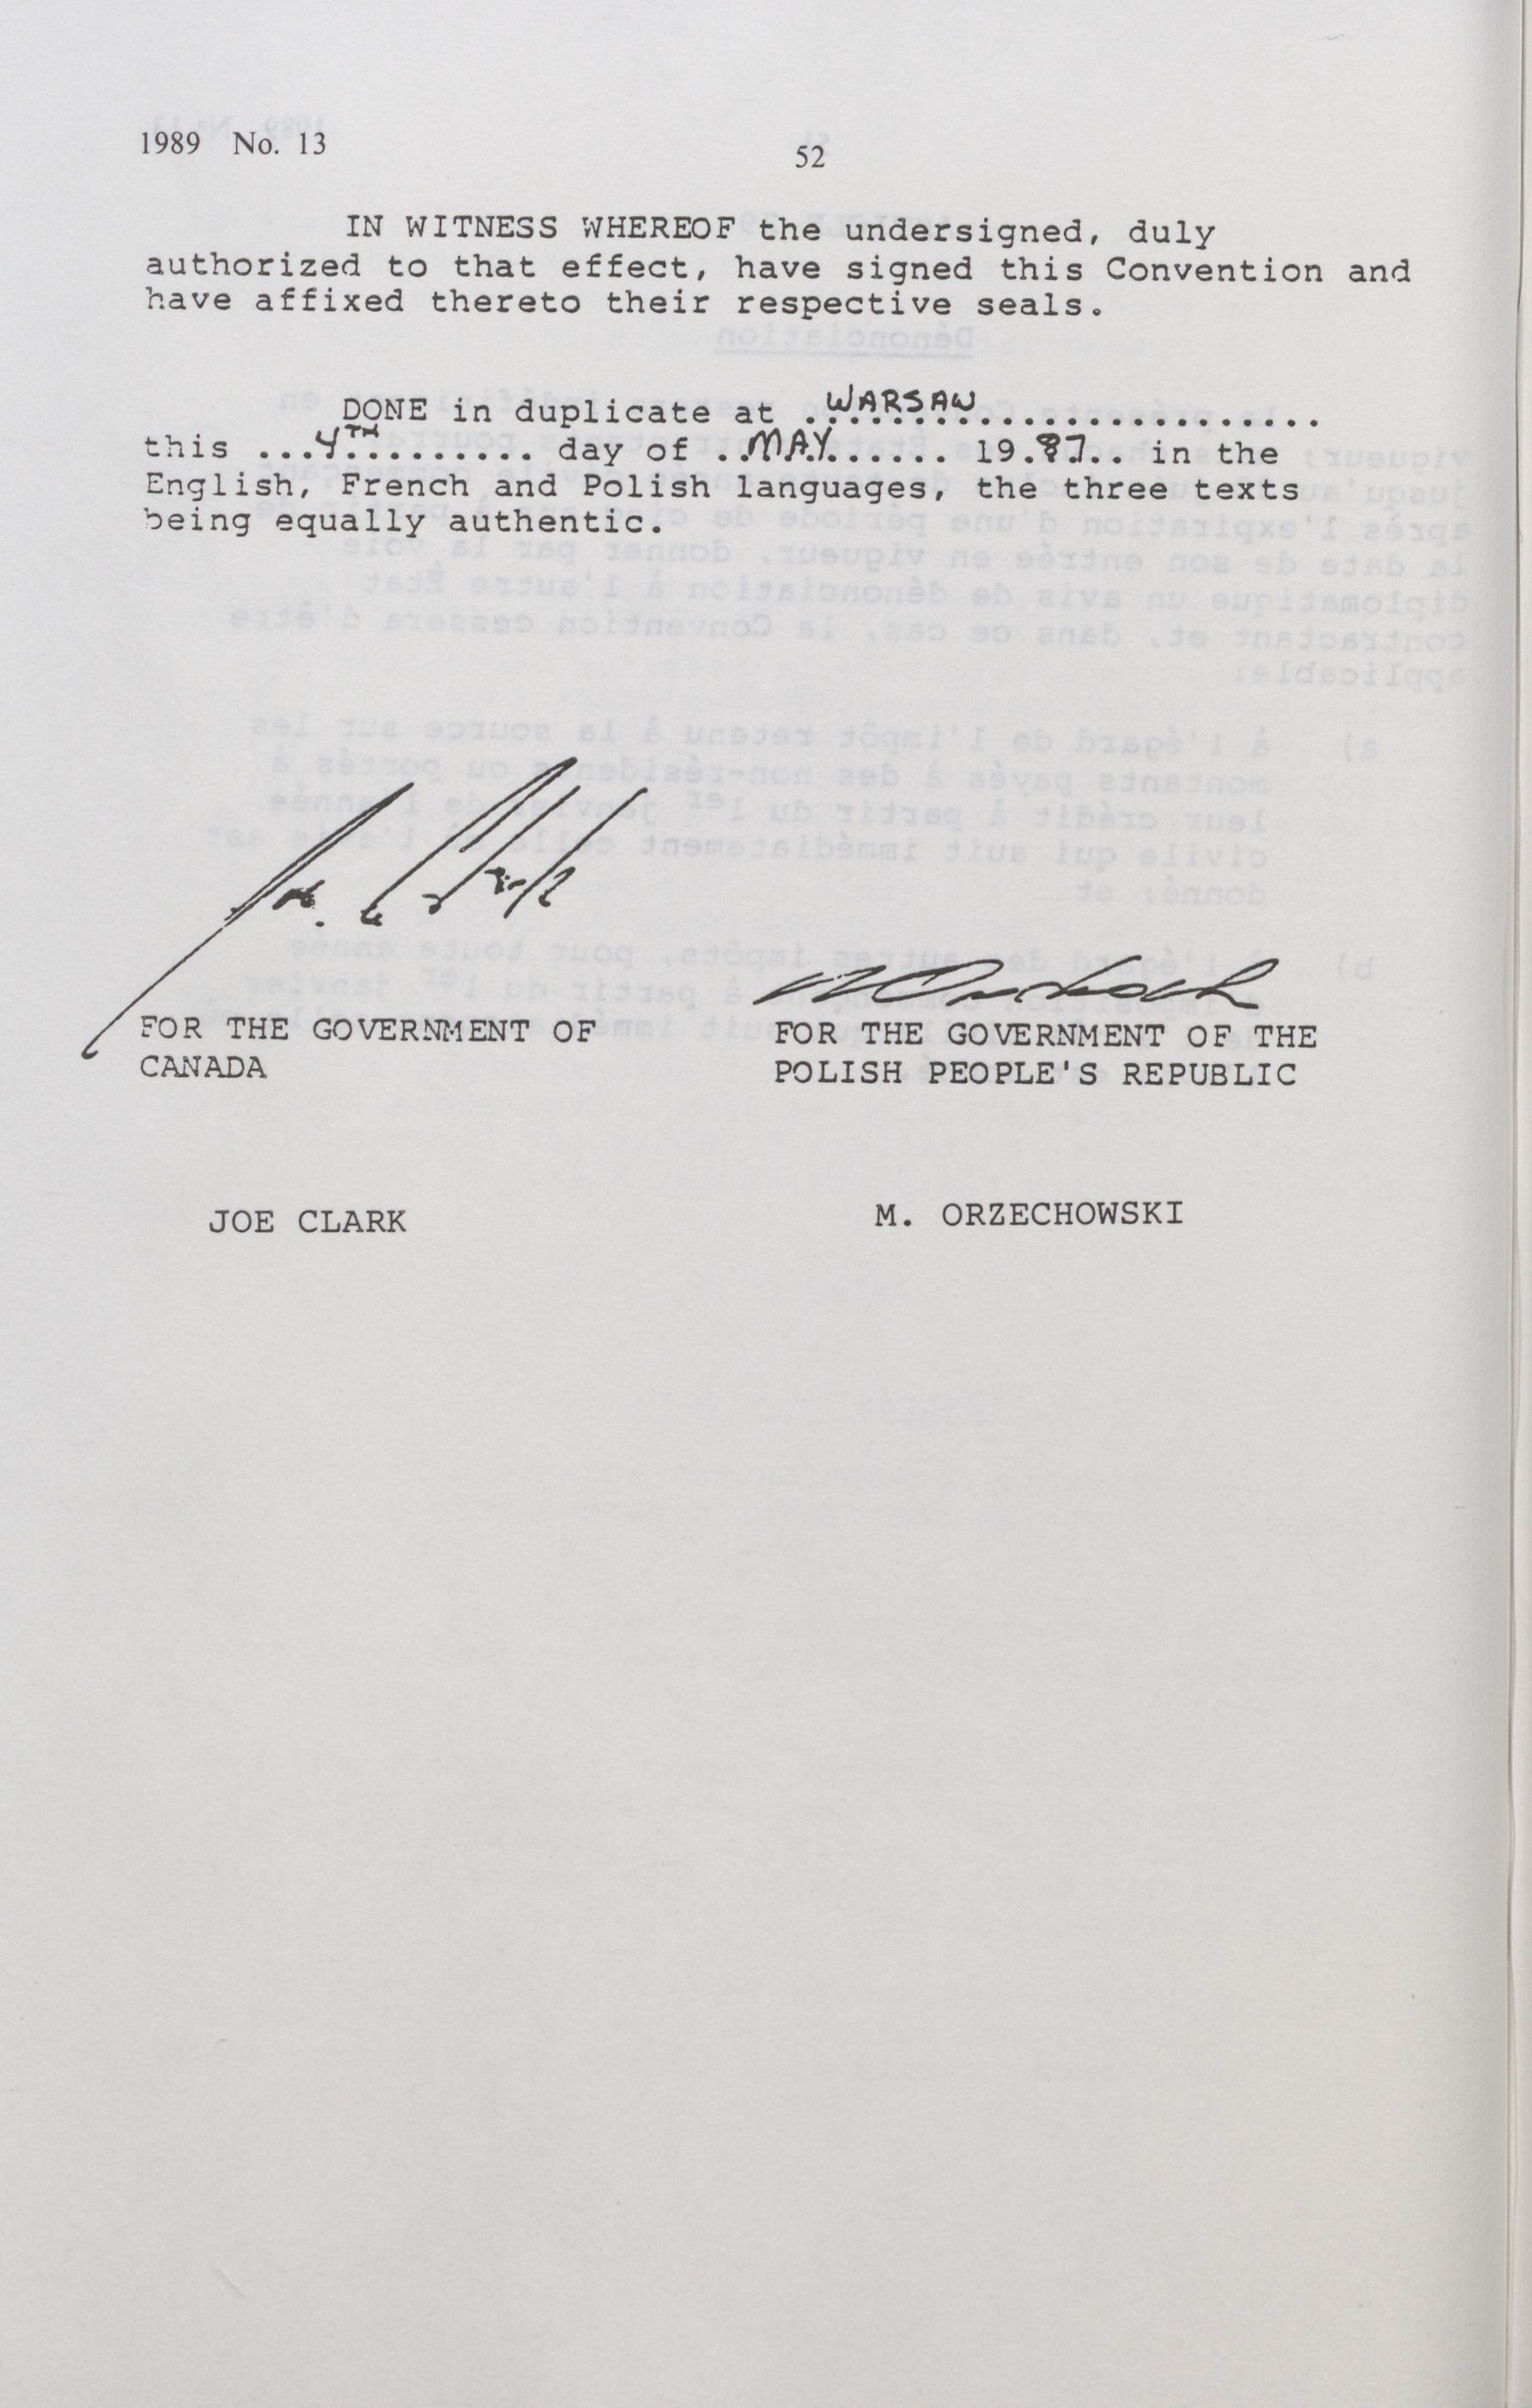 1989 No. 13
52
IN WITNESS WHEREOF the undersigned, duly
authorized to that effect, have signed this Convention and
have affixed thereto their respective seals.
DONE in duplicate at ..WARSAW........................
this ...4TH......... day of ..MAY...... 19.87.. in the
English, French and Polish languages, the three texts
being equally authentic.
FOR THE GOVERNMENT OF
CANADA
FOR THE GOVERNMENT OF THE
POLISH PEOPLE'S REPUBLIC
JOE CLARK
M. ORZECHOWSKI